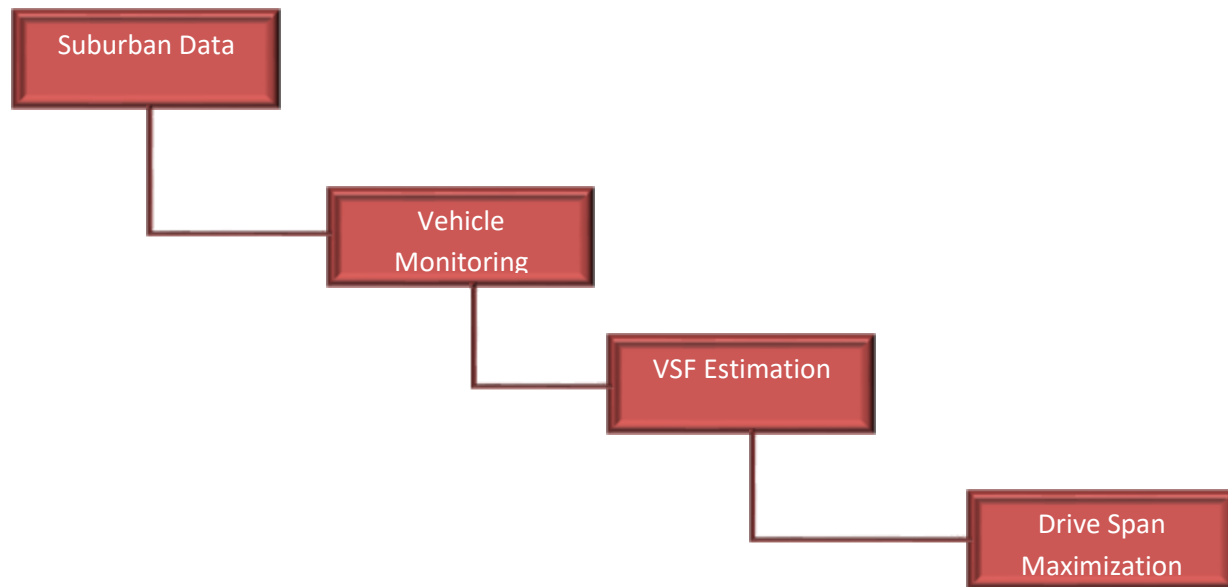 Suburban Data
Vehicle
Monitoring
VSF Estimation
Drive Span
Maximization